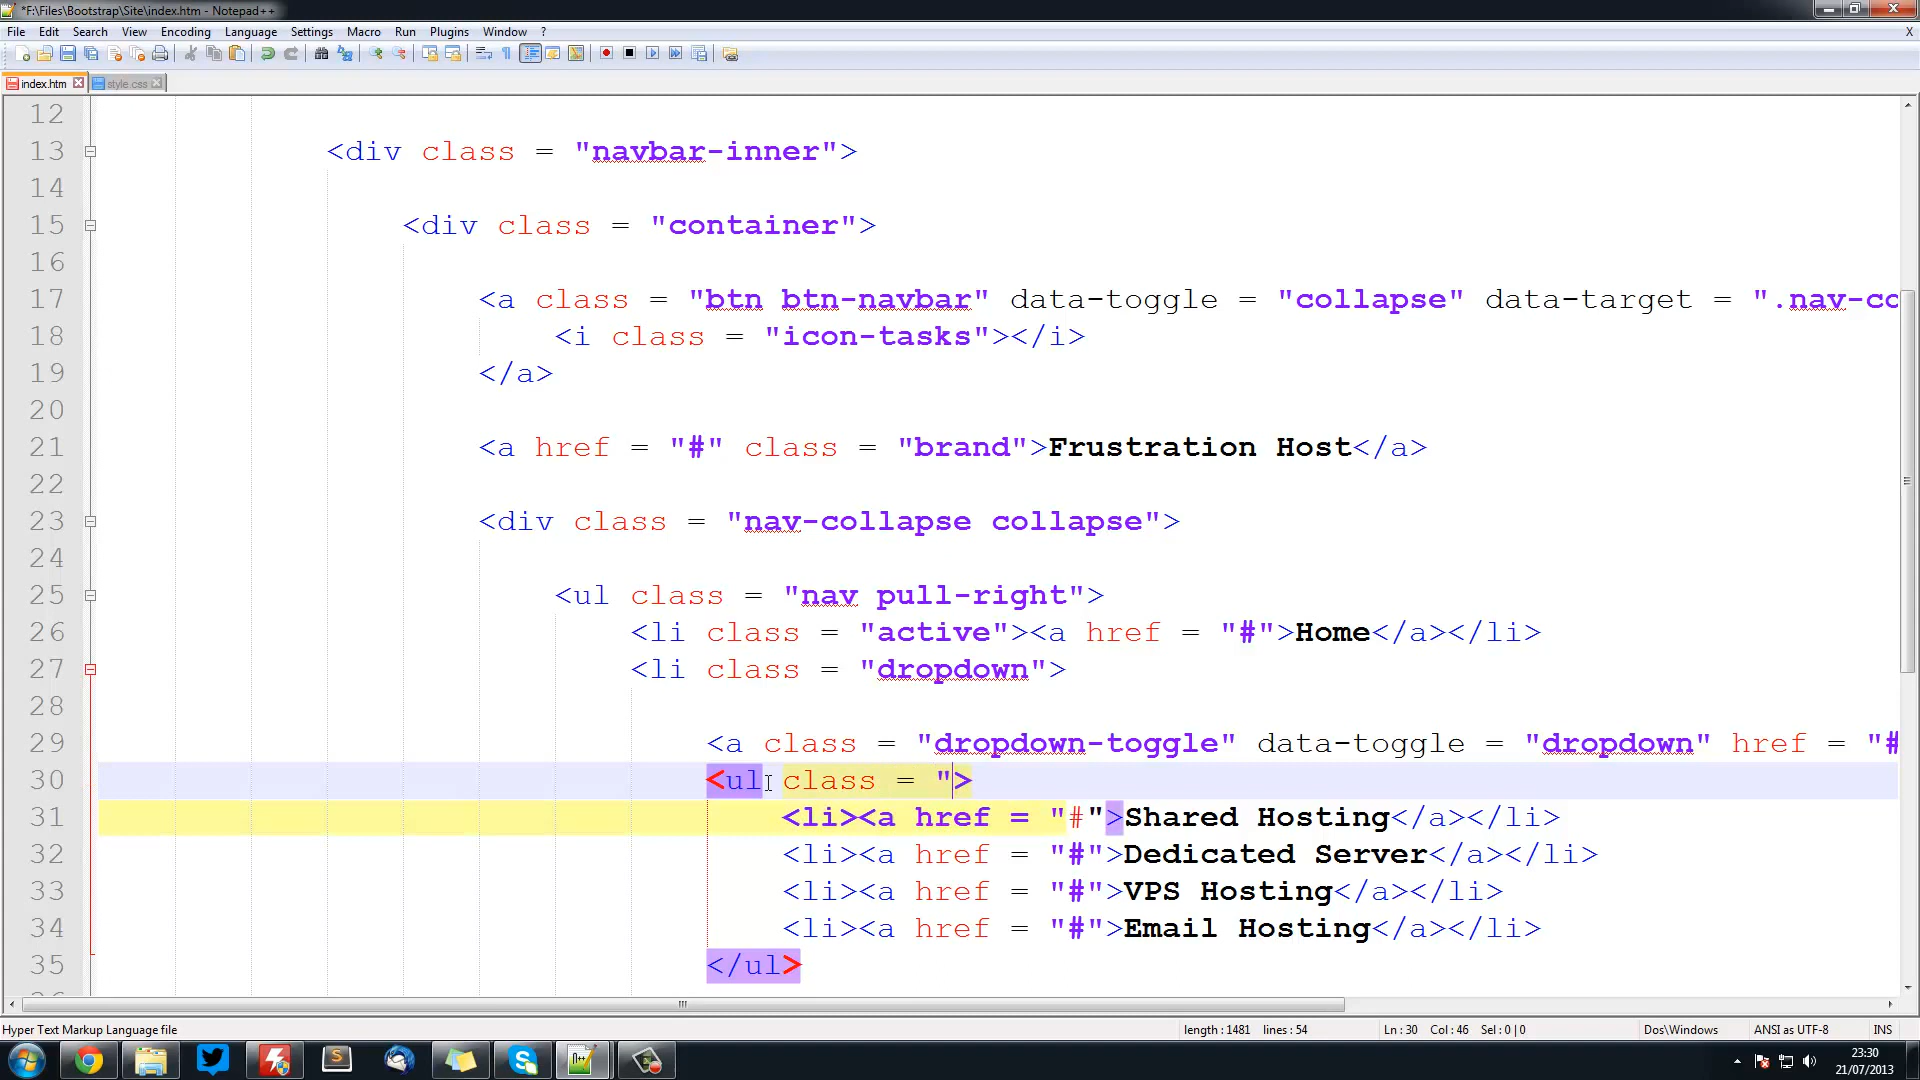 *F:\Files\Bootstrap\Site\index.htm - Notepad++
File Edit Search View Encoding Language Settings Macro Run Plugins Window ? X
index.htm style.css
12
13 <div class = "navbar-inner">
14
15 <div class = "container">
16
17 <a class = "btn btn-navbar" data-toggle = "collapse" data-target = ".nav-co
18 <i class = "icon-tasks"></i>
19 </a>
20
21 <a href = "#" class = "brand">Frustration Host</a>
22
23 <div class = "nav-collapse collapse">
24
25 <ul class = "nav pull-right">
26 <li class = "active"><a href = "#">Home</a></li>
27 <li class = "dropdown">
28
29 <a class = "dropdown-toggle" data-toggle = "dropdown" href = "#
30 <ul class = ">
31 <li><a href = "#">Shared Hosting</a></li>
32 <li><a href = "#">Dedicated Server</a></li>
33 <li><a href = "#">VPS Hosting</a></li>
34 <li><a href = "#">Email Hosting</a></li>
35 </ul>
Hyper Text Markup Language file length : 1481 lines : 54 Ln : 30 Col : 46 Sel : 0 | 0 Dos\Windows ANSI as UTF-8 INS
23:30
21/07/2013